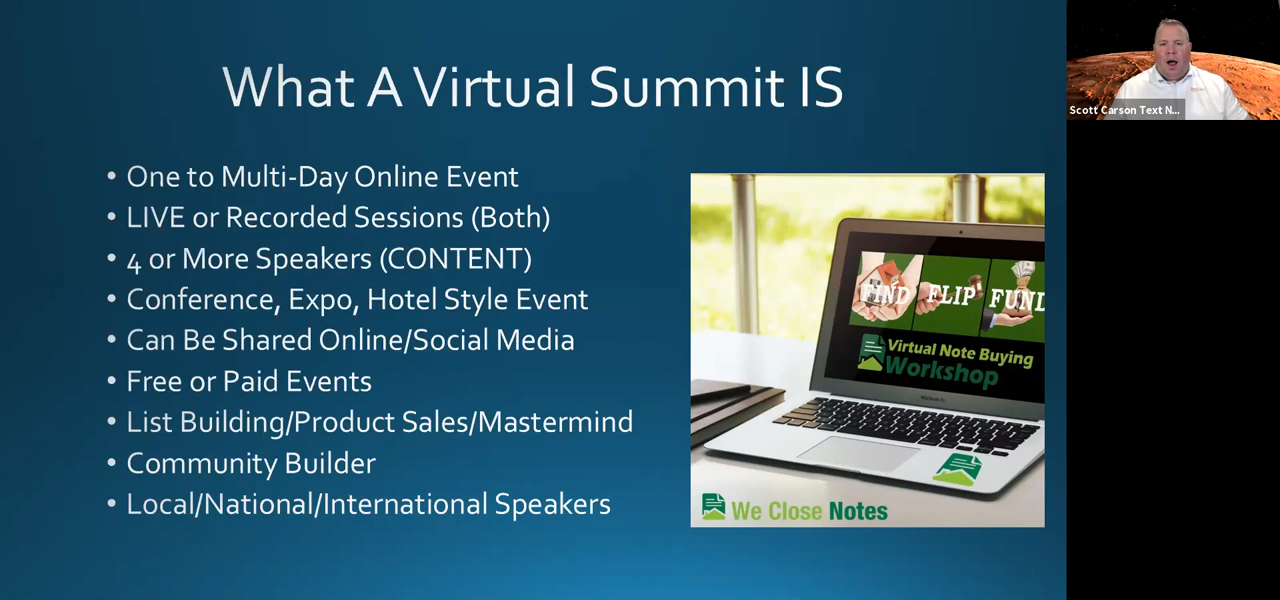 What A Virtual Summit IS
Scott Carson Text N...
• One to Multi-Day Online Event
• LIVE or Recorded Sessions (Both)
• 4 or More Speakers (CONTENT)
• Conference, Expo, Hotel Style Event
• Can Be Shared Online/Social Media
• Free or Paid Events
• List Building/Product Sales/Mastermind
• Community Builder
• Local/National/International Speakers
FIND FLIP FUND
Virtual Note Buying
Workshop
We Close Notes